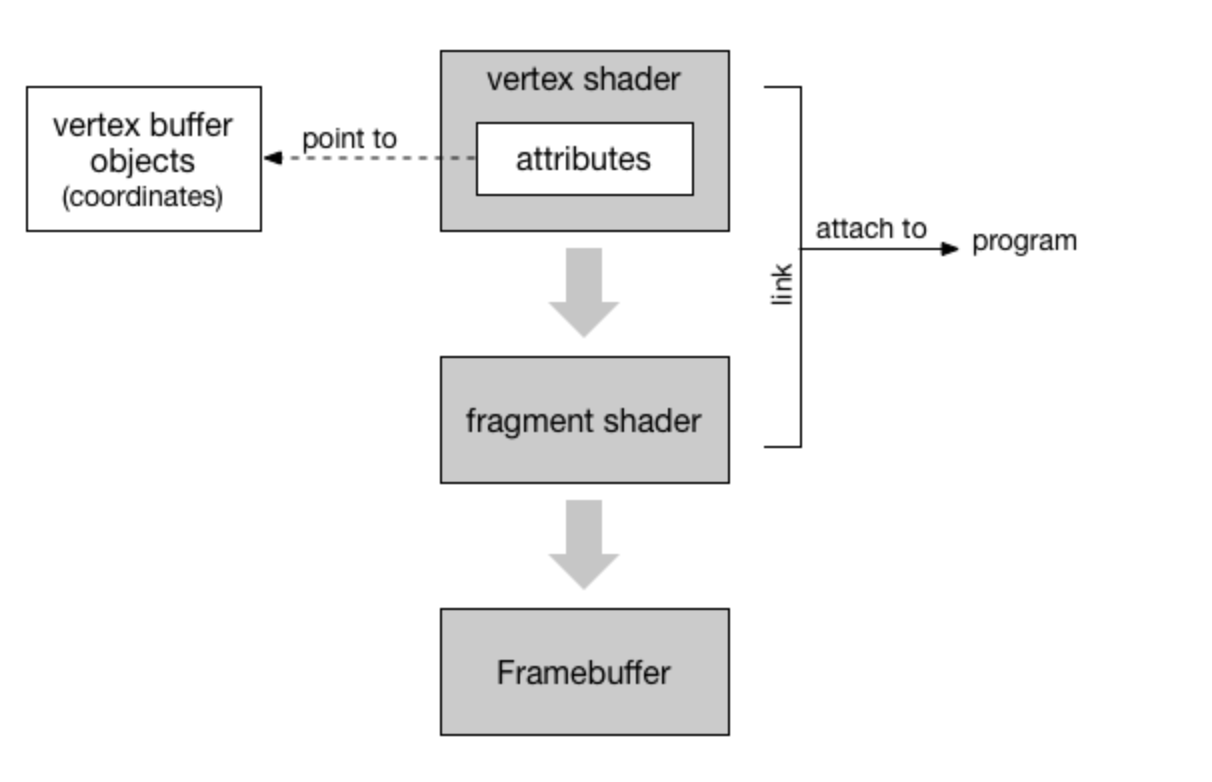 vertex shader
vertex buffer
objects
(coordinates)
point to
attributes
attach to
program
link
fragment shader
Framebuffer